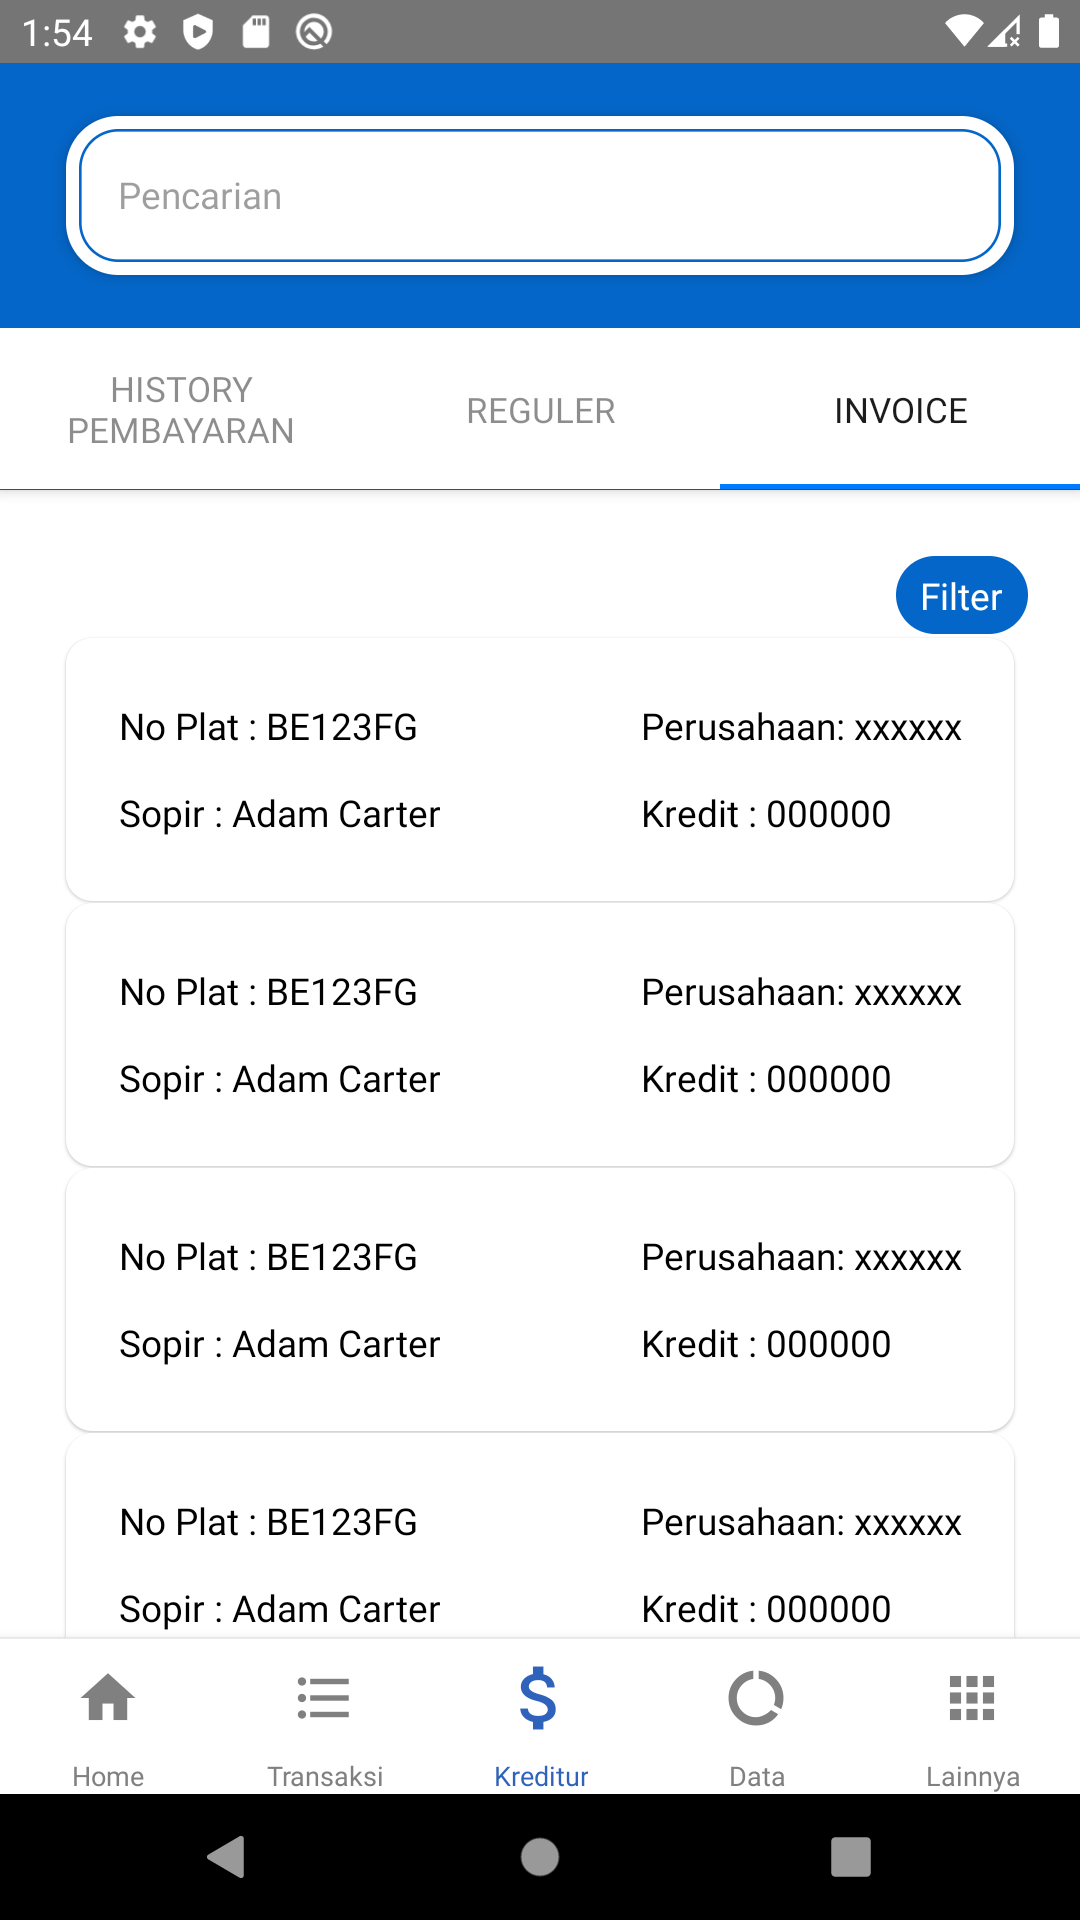 1:54
Pencarian
HISTORY
PEMBAYARAN
REGULER
INVOICE
Filter
No Plat : BE123FG
Perusahaan: xxxxxx
Sopir : Adam Carter
Kredit : 000000
No Plat : BE123FG
Perusahaan: xxxxxx
Sopir : Adam Carter
Kredit : 000000
No Plat : BE123FG
Perusahaan: xxxxxx
Sopir : Adam Carter
Kredit : 000000
No Plat : BE123FG
Perusahaan: xxxxxx
Sopir : Adam Carter
Kredit : 000000
Home
Transaksi
Kreditur
Data
Lainnya